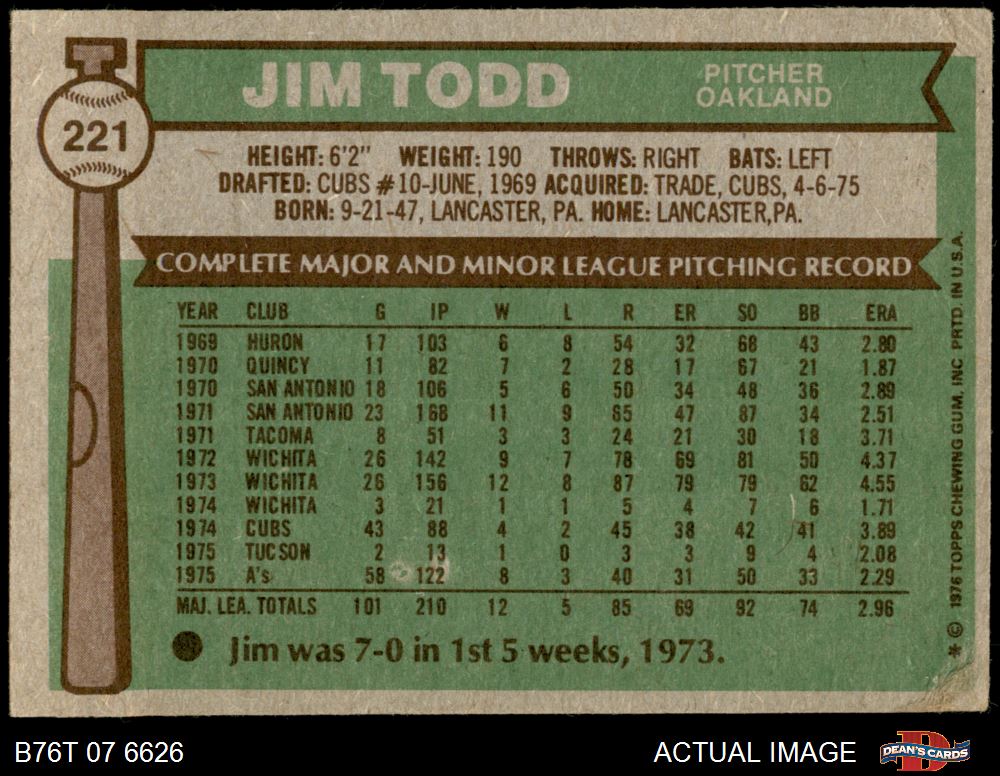 JIM TODD
PITCHER
OAKLAND
221
HEIGHT: 6'2" WEIGHT: 190 THROWS: RIGHT BATS: LEFT
DRAFTED: CUBS #10-JUNE, 1969 ACQUIRED: TRADE, CUBS, 4-6-75
BORN: 9-21-47, LANCASTER, PA. HOME: LANCASTER,PA.
COMPLETE MAJOR AND MINOR LEAGUE PITCHING RECORD
YEAR CLUB G IP W L R ER SO BB ERA
1969 HURON 17 103 6 8 54 32 68 43 2.80
1970 QUINCY 11 82 7 2 28 17 67 21 1.87
1970 SAN ANTONIO 18 106 5 6 50 34 48 36 2.89
1971 SAN ANTONIO 23 168 11 9 65 47 87 34 2.51
1971 TACOMA 8 51 3 3 24 21 30 18 3.71
1972 WICHITA 26 142 9 7 78 69 81 50 4.37
1973 WICHITA 26 156 12 8 87 79 79 62 4.55
1974 WICHITA 3 21 1 1 5 4 7 6 1.71
1974 CUBS 43 88 4 2 45 38 42 41 3.89
1975 TUCSON 2 13 1 0 3 3 9 4 2.08
1975 A's 58 122 8 3 40 31 50 33 2.29
MAJ. LEA. TOTALS 101 210 12 5 85 69 92 74 2.96
Jim was 7-0 in 1st 5 weeks, 1973.
* © 1976 TOPPS CHEWING GUM, INC PRTD. IN U.S.A.
B76T 07 6626
ACTUAL IMAGE
DEAN'S CARDS